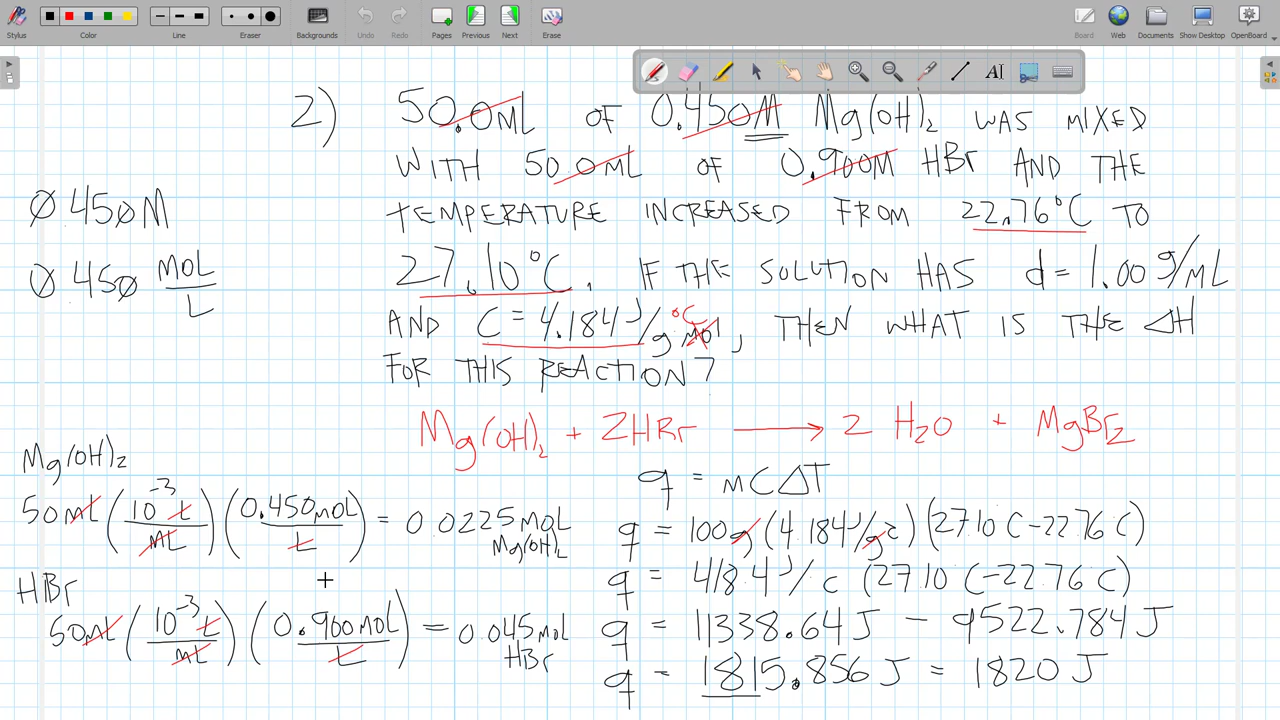 Stylus Color Line Eraser Backgrounds Undo Redo Pages Previous Next Erase Board Web Documents Show Desktop OpenBoard
2) 50.0mL OF 0.450M Mg(OH)₂ WAS MIXED
WITH 50.0mL OF 0.900M HBr AND THE
TEMPERATURE INCREASED FROM 22.76°C TO
27.10°C. IF THE SOLUTION HAS d = 1.00 g/mL
AND C = 4.184 J/g mol °C, THEN WHAT IS THE ΔH
FOR THIS REACTION?
0.450M
0.450 MOL/L
Mg(OH)₂ + 2HBr → 2 H₂O + MgBr₂
Mg(OH)₂
50mL (10⁻³ L/mL) (0.450 MOL/L) = 0.0225 MOL Mg(OH)₂
HBr
50mL (10⁻³ L/mL) (0.900 MOL/L) = 0.045 MOL HBr
q = mCΔT
q = 100g (4.184 J/g C) (27.10 C - 22.76 C)
q = 418.4 J/C (27.10 C - 22.76 C)
q = 11338.64 J - 9522.784 J
q = 1815.856 J = 1820 J